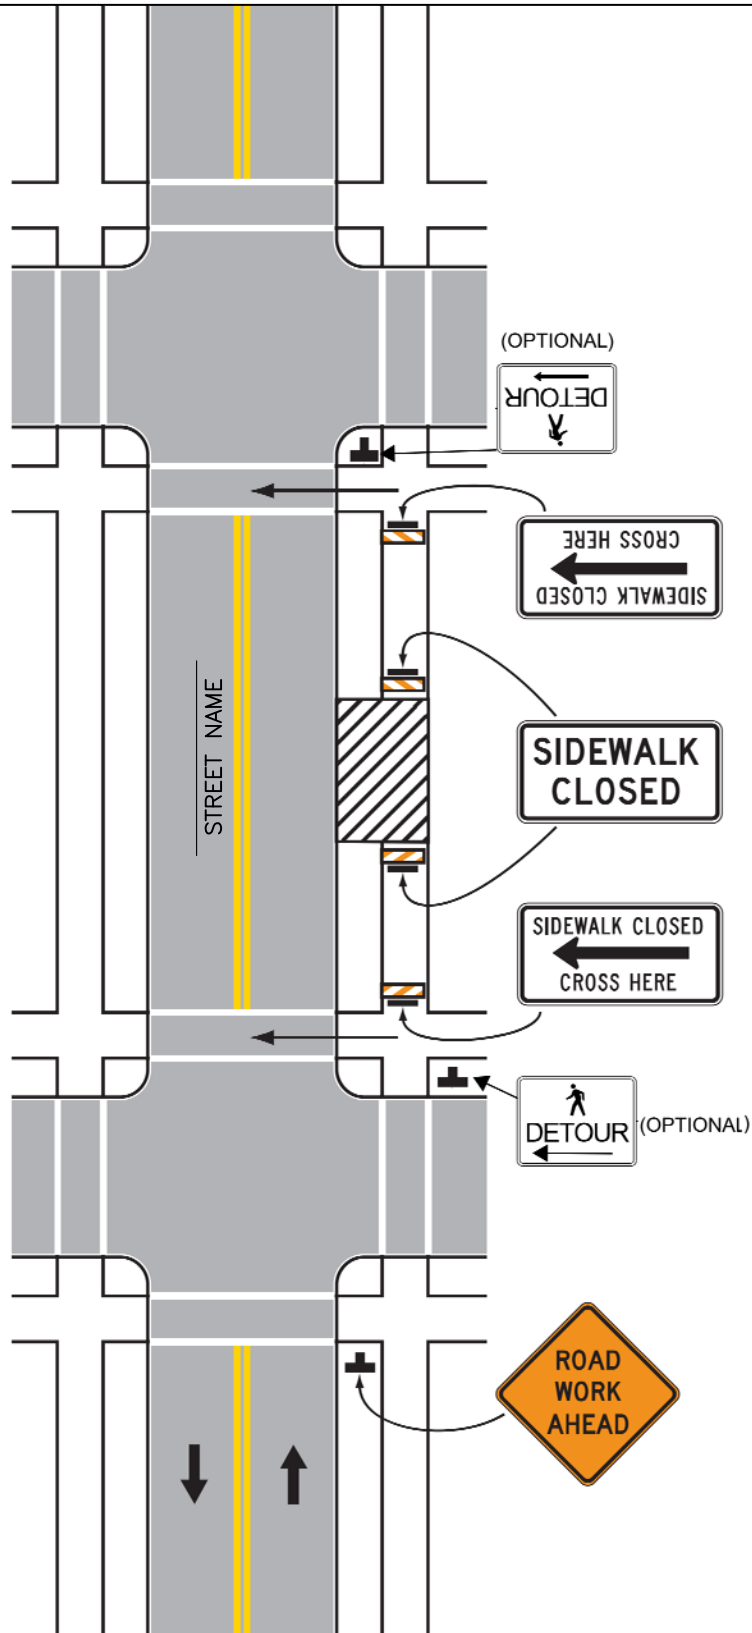 (OPTIONAL)
DETOUR
CROSS HERE
SIDEWALK CLOSED
STREET NAME
SIDEWALK
CLOSED
SIDEWALK CLOSED
CROSS HERE
DETOUR
(OPTIONAL)
ROAD
WORK
AHEAD